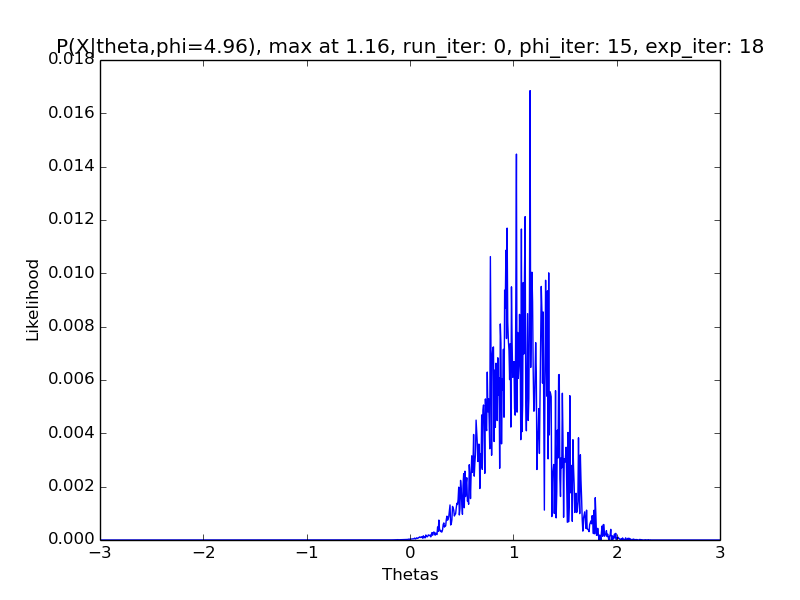 P(X|theta,phi=4.96), max at 1.16, run_iter: 0, phi_iter: 15, exp_iter: 18
0.018
0.016
0.014
0.012
0.010
0.008
0.006
0.004
0.002
0.000
Likelihood
−3 −2 −1 0 1 2 3
Thetas